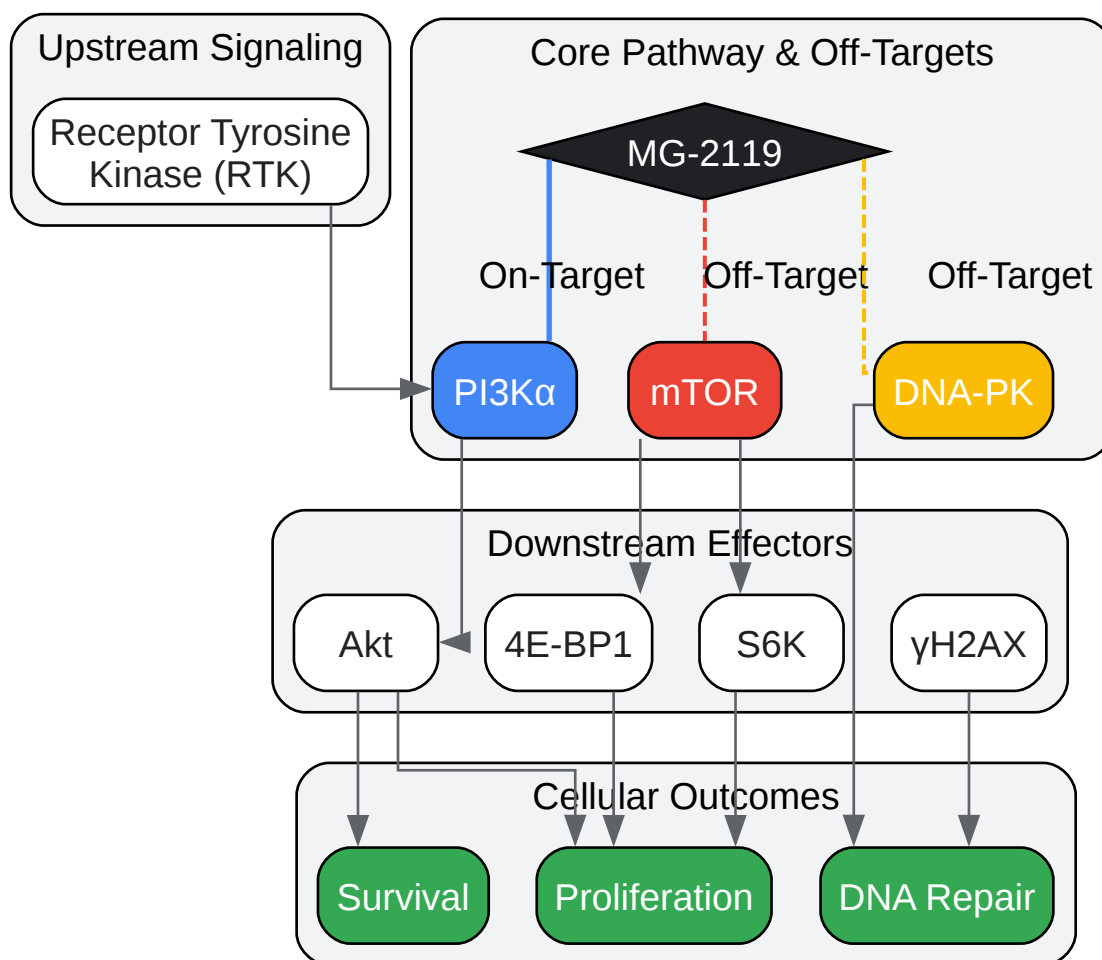 Upstream Signaling
Receptor Tyrosine
Kinase (RTK)
Core Pathway & Off-Targets
MG-2119
On-Target
Off-Target
Off-Target
PI3Kα
mTOR
DNA-PK
Downstream Effectors
Akt
4E-BP1
S6K
γH2AX
Cellular Outcomes
Survival
Proliferation
DNA Repair